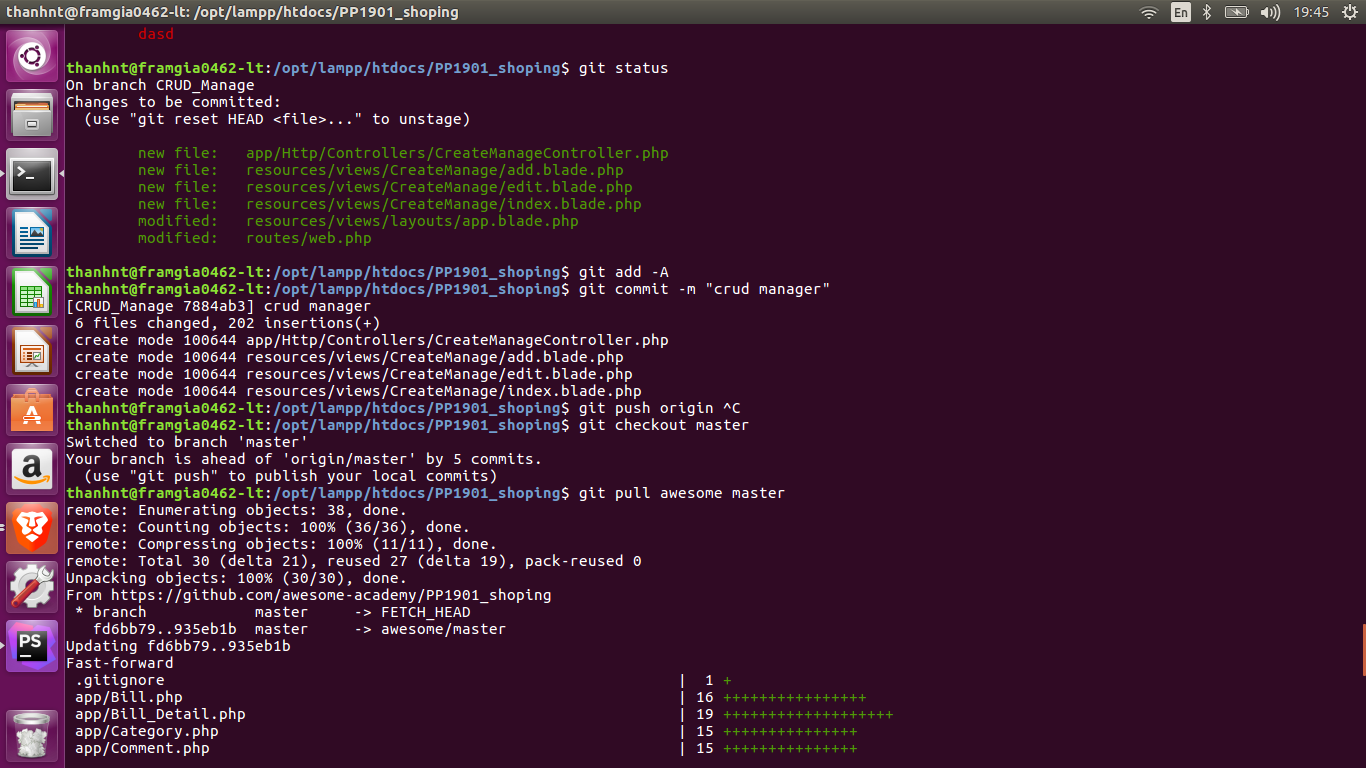 thanhnt@framgia0462-lt: /opt/lampp/htdocs/PP1901_shoping
En
19:45
dasd
thanhnt@framgia0462-lt:/opt/lampp/htdocs/PP1901_shoping$ git status
On branch CRUD_Manage
Changes to be committed:
  (use "git reset HEAD <file>..." to unstage)
new file:   app/Http/Controllers/CreateManageController.php
new file:   resources/views/CreateManage/add.blade.php
new file:   resources/views/CreateManage/edit.blade.php
new file:   resources/views/CreateManage/index.blade.php
modified:   resources/views/layouts/app.blade.php
modified:   routes/web.php
thanhnt@framgia0462-lt:/opt/lampp/htdocs/PP1901_shoping$ git add -A
thanhnt@framgia0462-lt:/opt/lampp/htdocs/PP1901_shoping$ git commit -m "crud manager"
[CRUD_Manage 7884ab3] crud manager
 6 files changed, 202 insertions(+)
 create mode 100644 app/Http/Controllers/CreateManageController.php
 create mode 100644 resources/views/CreateManage/add.blade.php
 create mode 100644 resources/views/CreateManage/edit.blade.php
 create mode 100644 resources/views/CreateManage/index.blade.php
thanhnt@framgia0462-lt:/opt/lampp/htdocs/PP1901_shoping$ git push origin ^C
thanhnt@framgia0462-lt:/opt/lampp/htdocs/PP1901_shoping$ git checkout master
Switched to branch 'master'
Your branch is ahead of 'origin/master' by 5 commits.
  (use "git push" to publish your local commits)
thanhnt@framgia0462-lt:/opt/lampp/htdocs/PP1901_shoping$ git pull awesome master
remote: Enumerating objects: 38, done.
remote: Counting objects: 100% (36/36), done.
remote: Compressing objects: 100% (11/11), done.
remote: Total 30 (delta 21), reused 27 (delta 19), pack-reused 0
Unpacking objects: 100% (30/30), done.
From https://github.com/awesome-academy/PP1901_shoping
 * branch            master     -> FETCH_HEAD
   fd6bb79..935eb1b  master     -> awesome/master
Updating fd6bb79..935eb1b
Fast-forward
 .gitignore | 1 +
 app/Bill.php | 16 ++++++++++++++++
 app/Bill_Detail.php | 19 +++++++++++++++++++
 app/Category.php | 15 +++++++++++++++
 app/Comment.php | 15 +++++++++++++++
PS